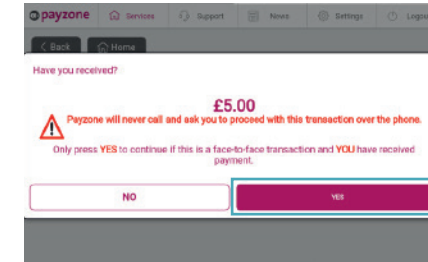 payzone Services Support News Settings Logou
< Back Home
Have you received?
£5.00
Payzone will never call and ask you to proceed with this transaction over the phone.
Only press YES to continue if this is a face-to-face transaction and YOU have received
payment.
NO YES